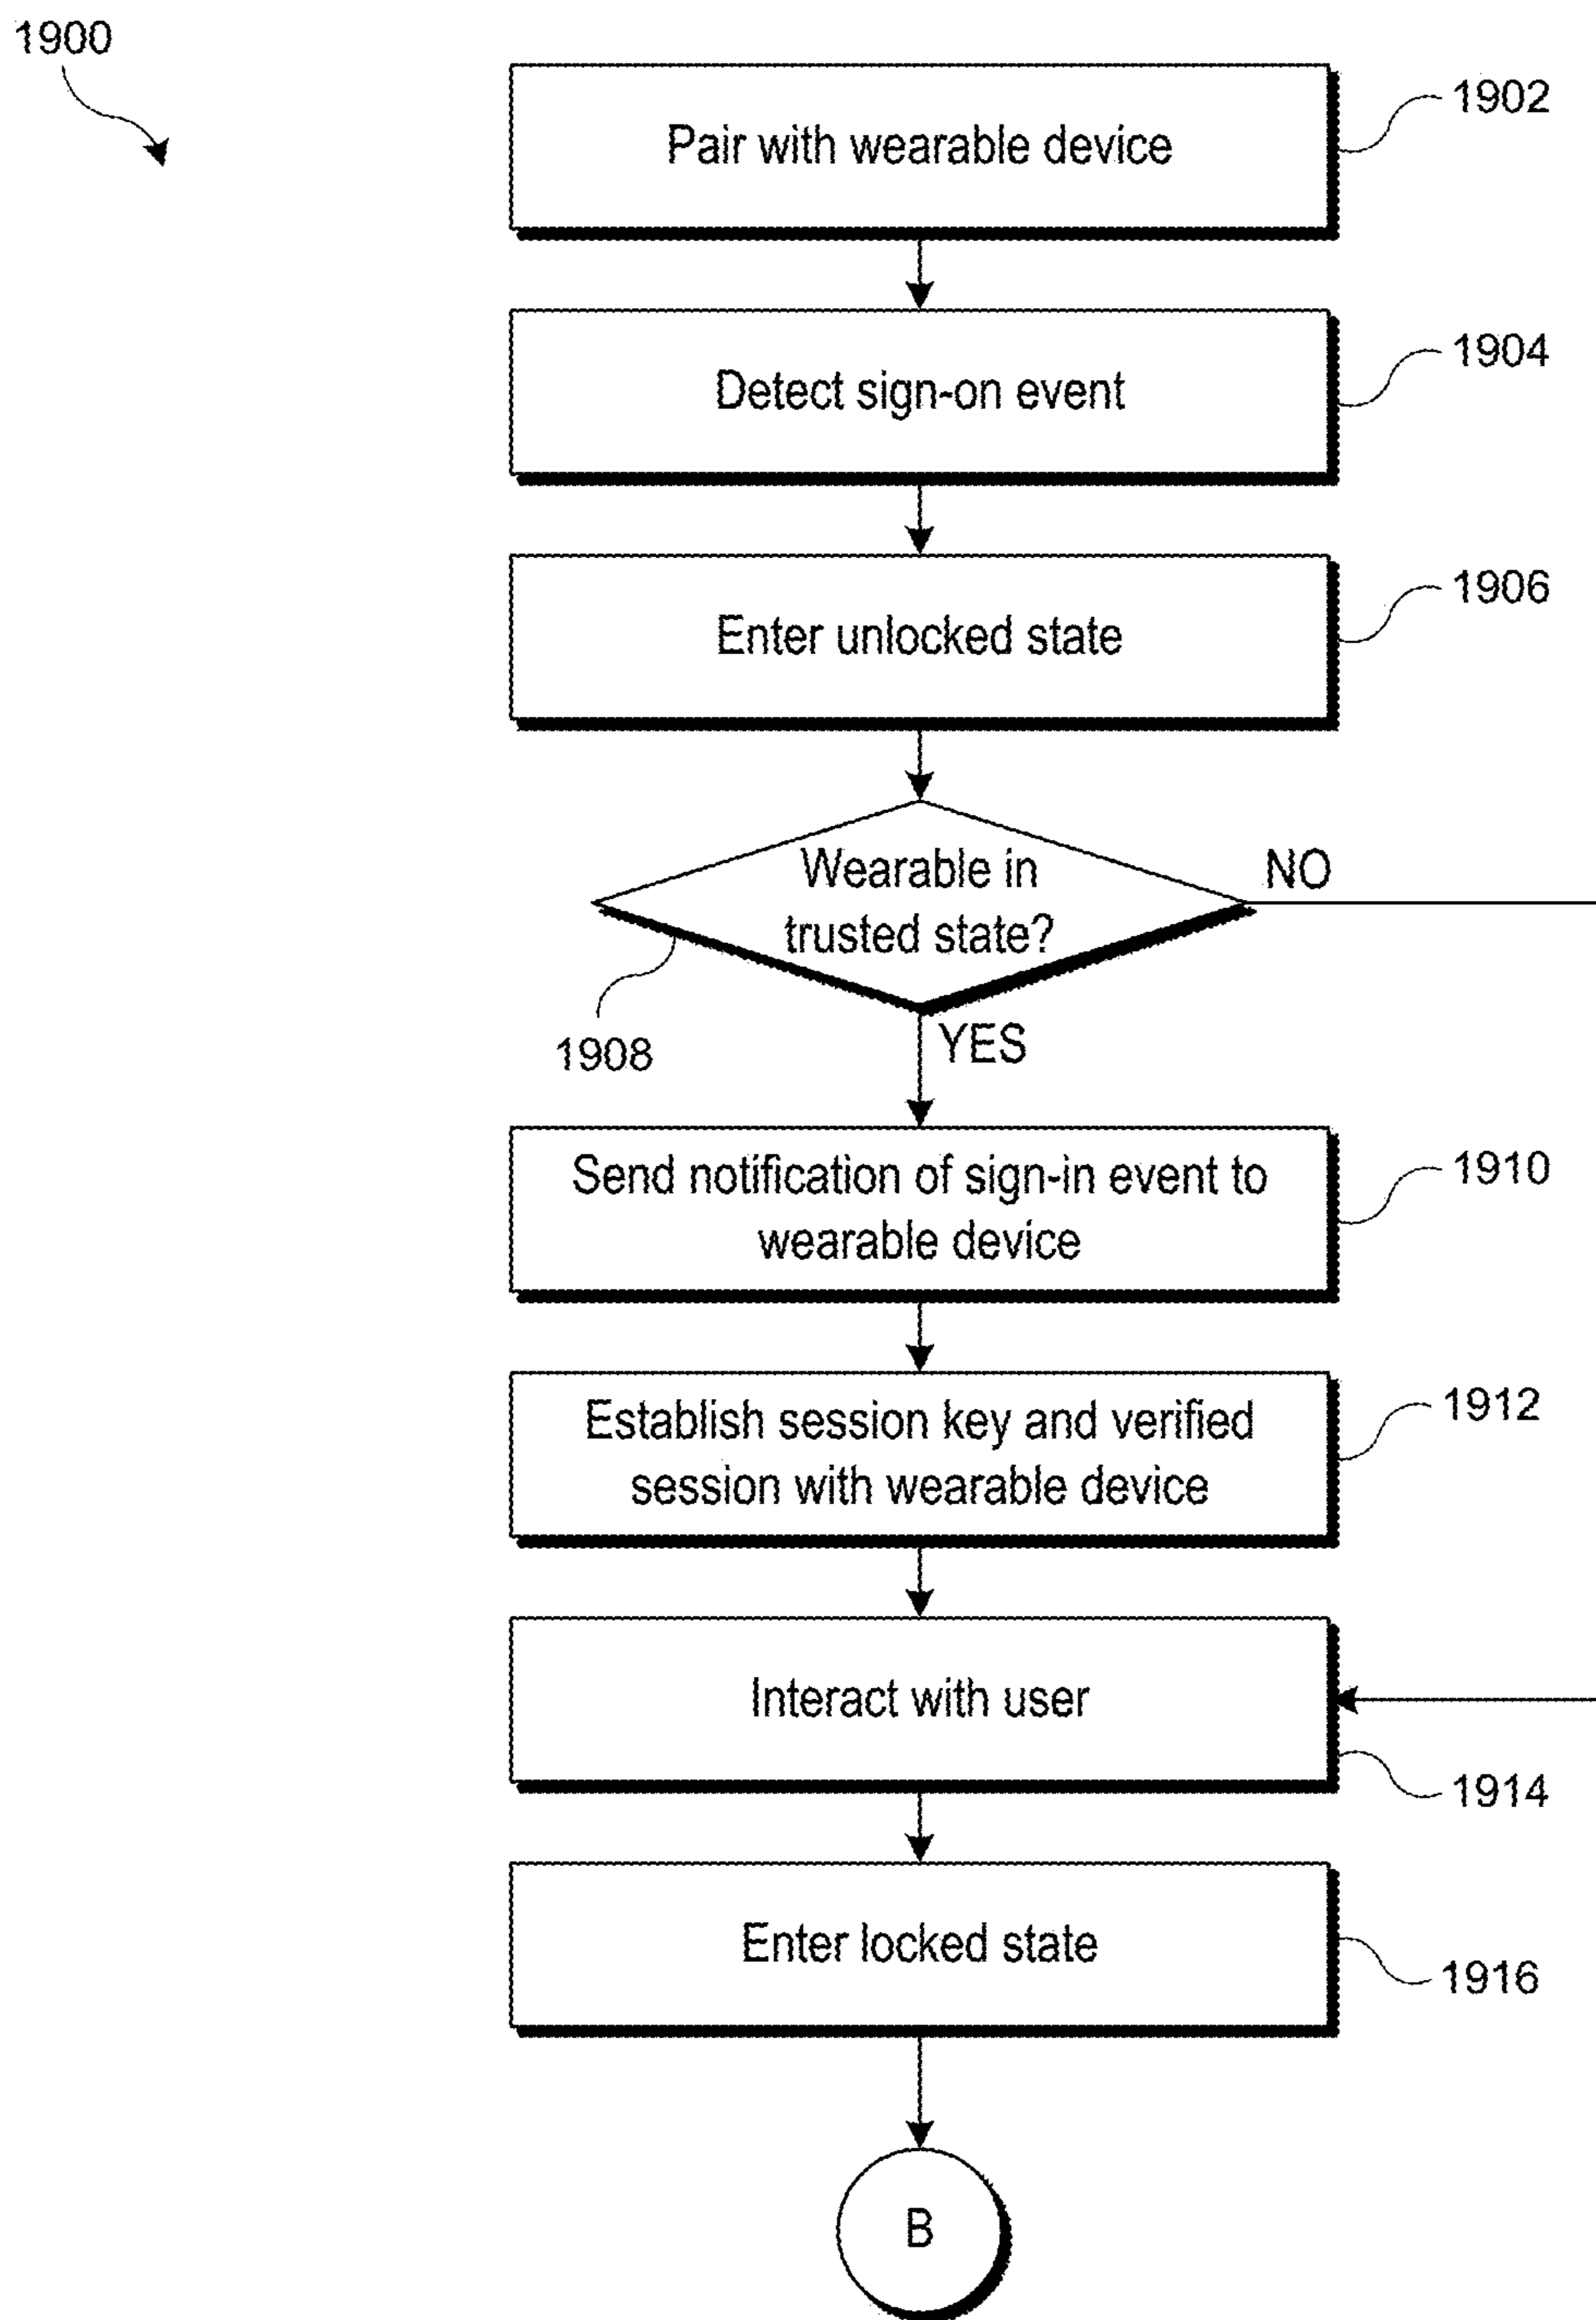 1900
Pair with wearable device
1902
Detect sign-on event
1904
Enter unlocked state
1906
Wearable in
trusted state?
NO
1908
YES
Send notification of sign-in event to
wearable device
1910
Establish session key and verified
session with wearable device
1912
Interact with user
1914
Enter locked state
1916
B